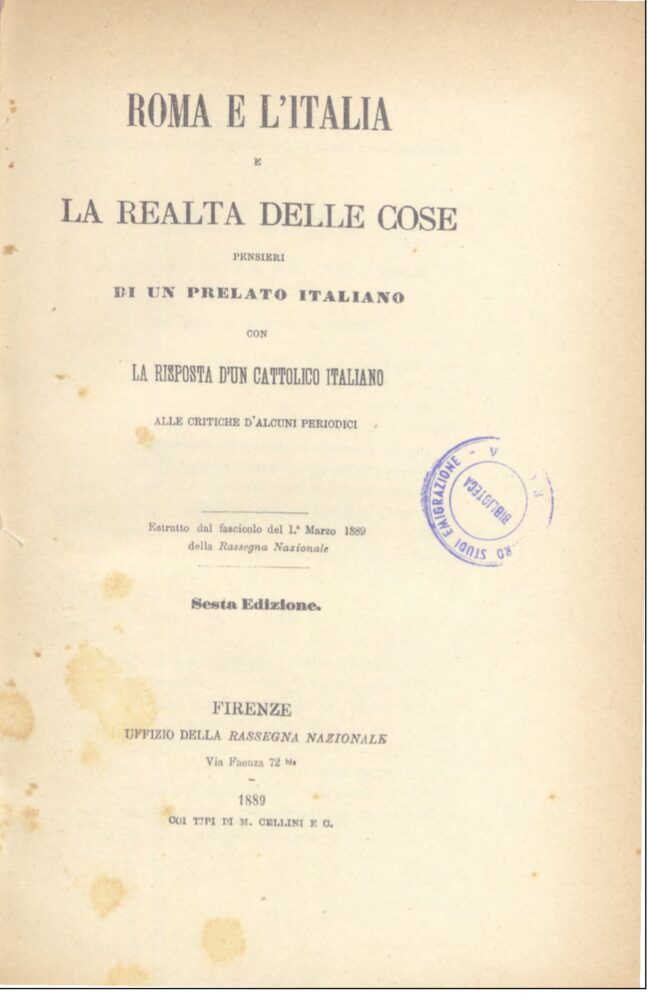 ROMA E L'ITALIA
E
LA REALTA DELLE COSE
PENSIERI
DI UN PRELATO ITALIANO
CON
LA RISPOSTA D'UN CATTOLICO ITALIANO
ALLE CRITICHE D'ALCUNI PERIODICI
Estratto dal fascicolo del 1.° Marzo 1889
della Rassegna Nazionale
Sesta Edizione.
FIRENZE
UFFIZIO DELLA RASSEGNA NAZIONALE
Via Faenza 72 bis
–
1889
COI TIPI DI M. CELLINI E C.
RO STUDI EMIGRAZIONE
BIBLIOTECA